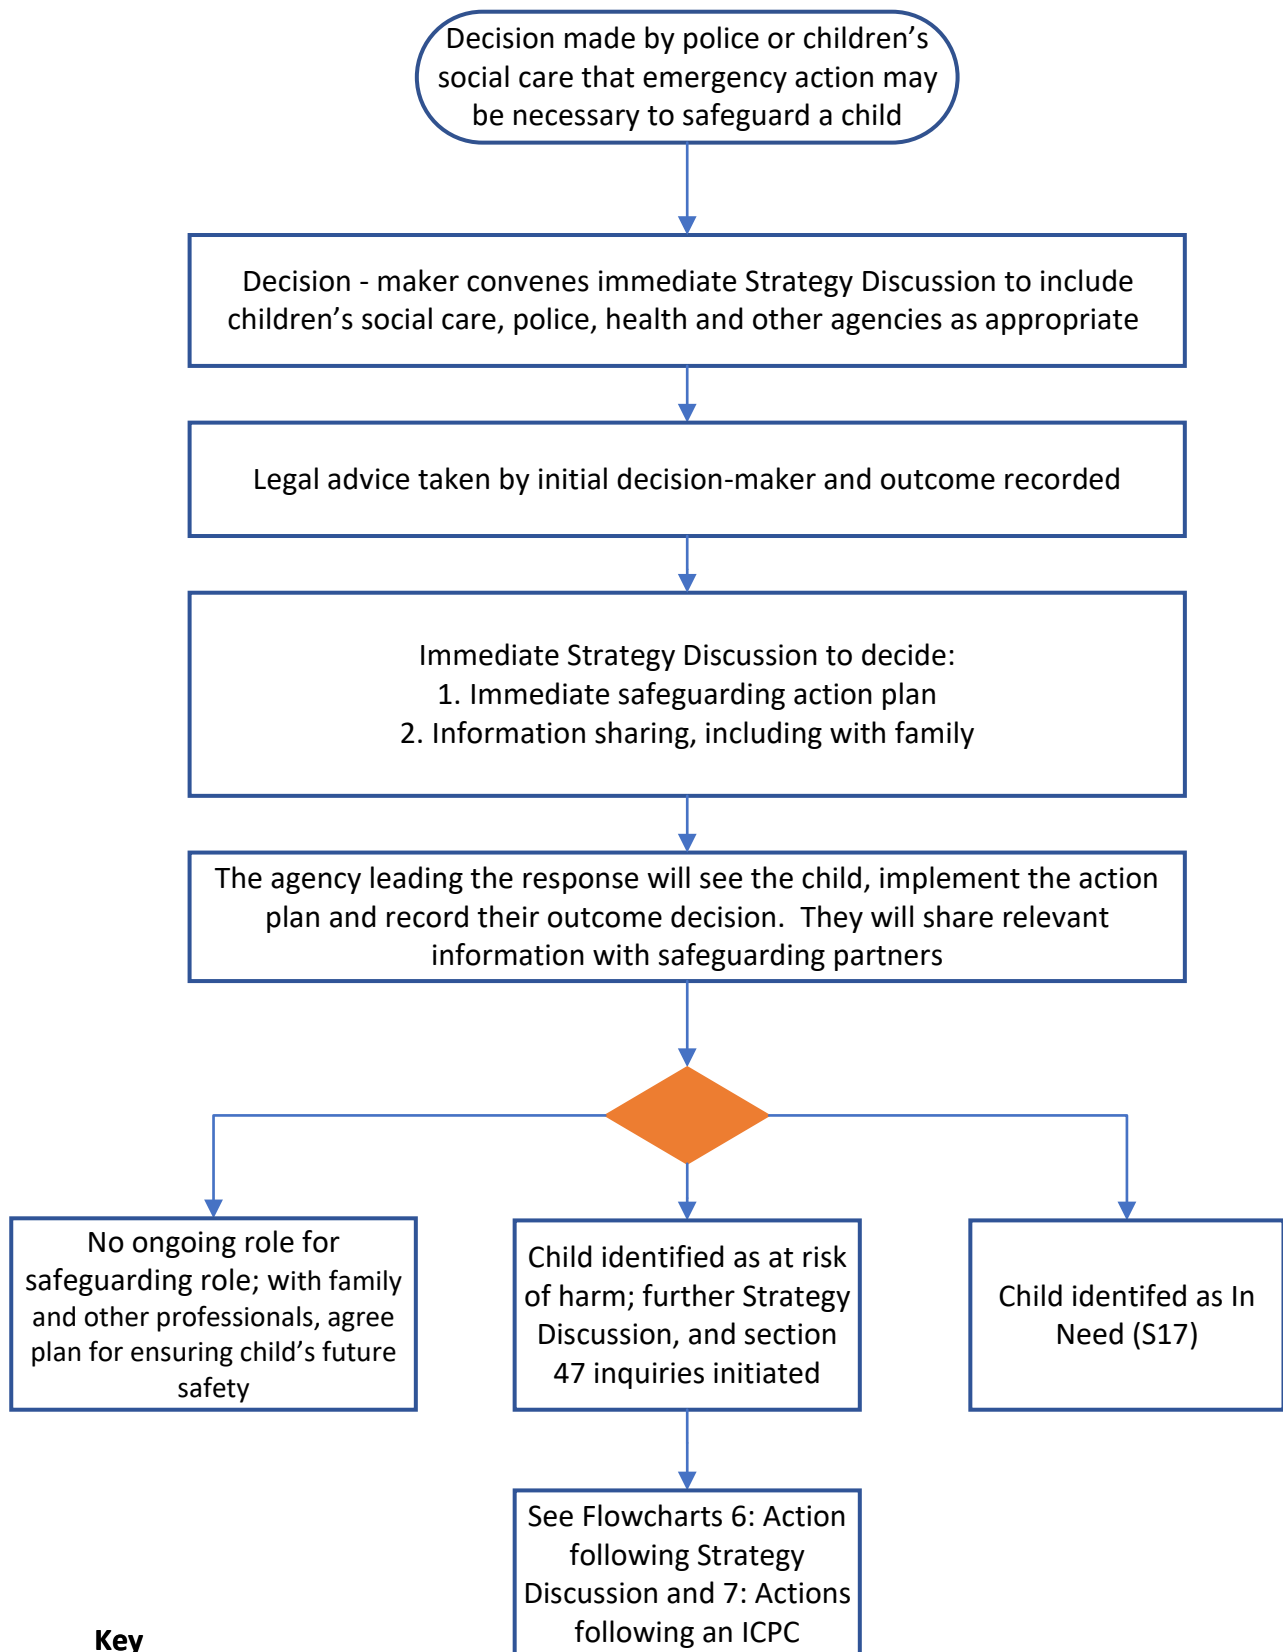 Decision made by police or children’s
social care that emergency action may
be necessary to safeguard a child
Decision - maker convenes immediate Strategy Discussion to include
children’s social care, police, health and other agencies as appropriate
Legal advice taken by initial decision-maker and outcome recorded
Immediate Strategy Discussion to decide:
1. Immediate safeguarding action plan
2. Information sharing, including with family
The agency leading the response will see the child, implement the action
plan and record their outcome decision.  They will share relevant
information with safeguarding partners
No ongoing role for
safeguarding role; with family
and other professionals, agree
plan for ensuring child’s future
safety
Child identified as at risk
of harm; further Strategy
Discussion, and section
47 inquiries initiated
Child identifed as In
Need (S17)
See Flowcharts 6: Action
following Strategy
Discussion and 7: Actions
following an ICPC
Key